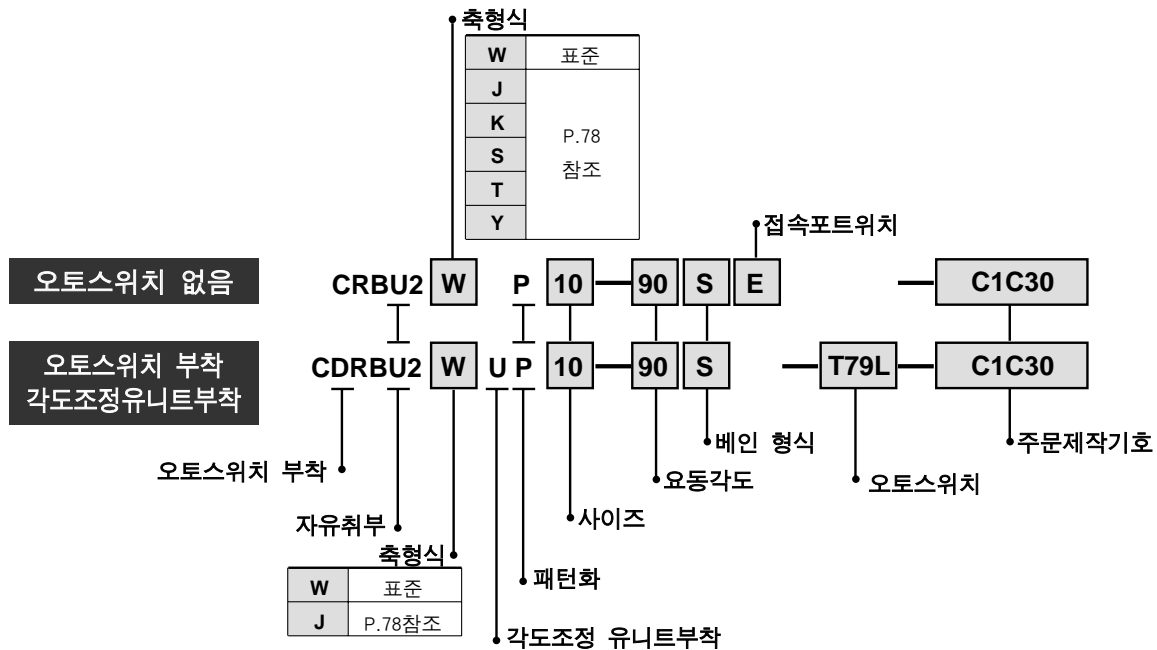 축형식
W 표준
J
K
S
T
Y
P.78
참조
접속포트위치
오토스위치 없음
CRBU2 W P 10 90 S E C1C30
오토스위치 부착
각도조정유니트부착
CDRBU2 W U P 10 90 S T79L C1C30
베인 형식
주문제작기호
오토스위치 부착
요동각도
오토스위치
자유취부
사이즈
축형식
W 표준
J P.78참조
패턴화
각도조정 유니트부착